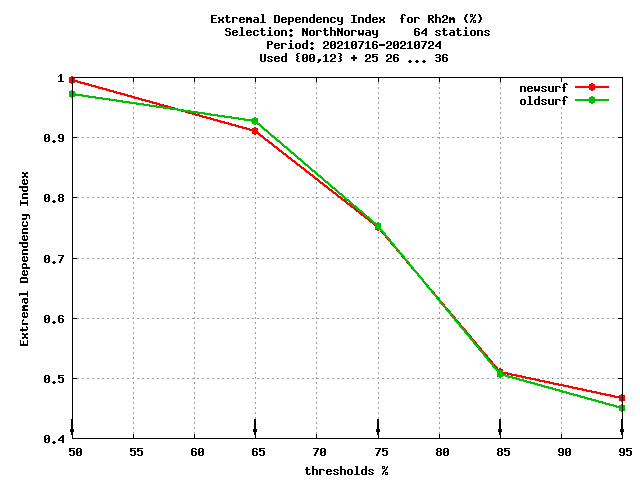 Extremal Dependency Index  for Rh2m (%)
Selection: NorthNorway     64 stations
Period: 20210716-20210724
Used {00,12} + 25 26 ... 36
newsurf
oldsurf
1
0.9
0.8
0.7
0.6
0.5
0.4
Extremal Dependency Index
50 55 60 65 70 75 80 85 90 95
thresholds %